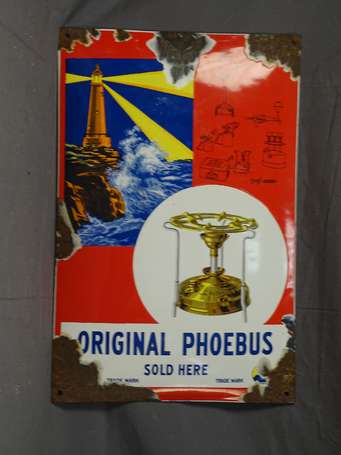 ORIGINAL PHOEBUS
SOLD HERE
TRADE MARK TRADE MARK